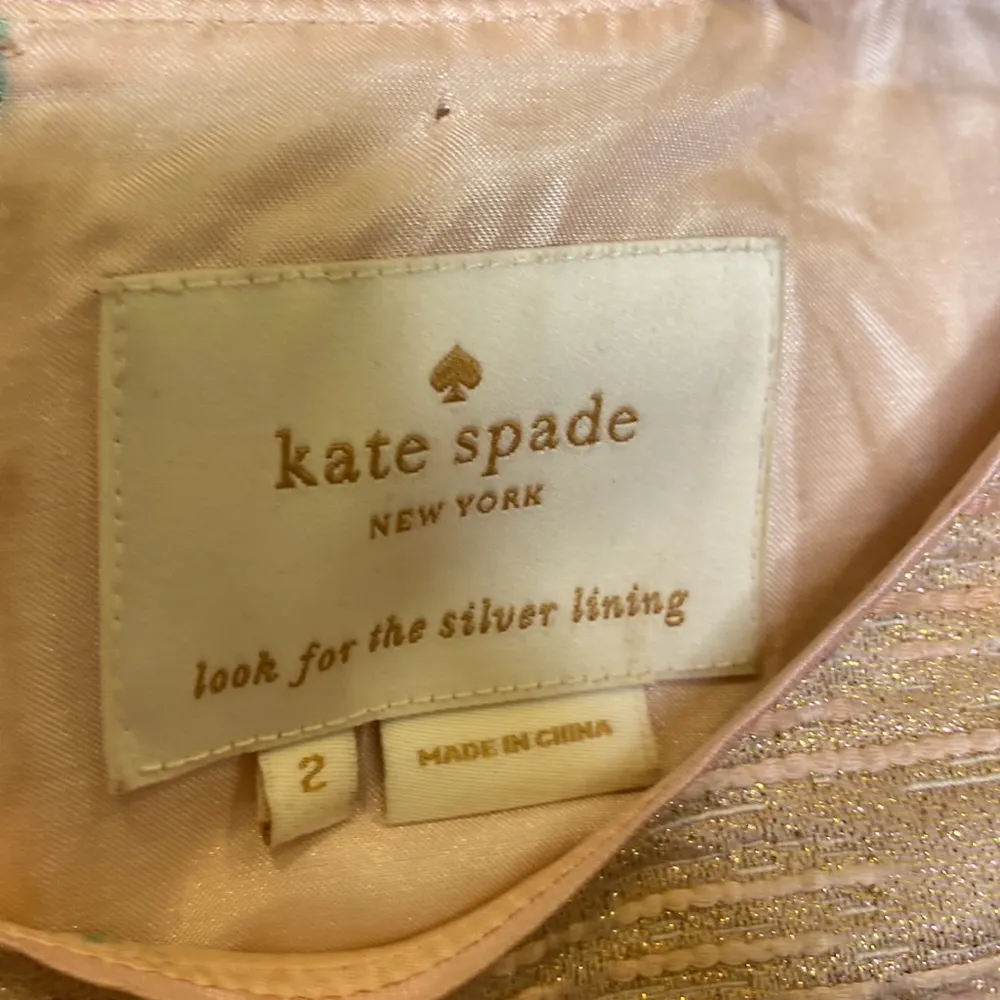 kate spade
NEW YORK
look for the silver lining
2
MADE IN CHINA